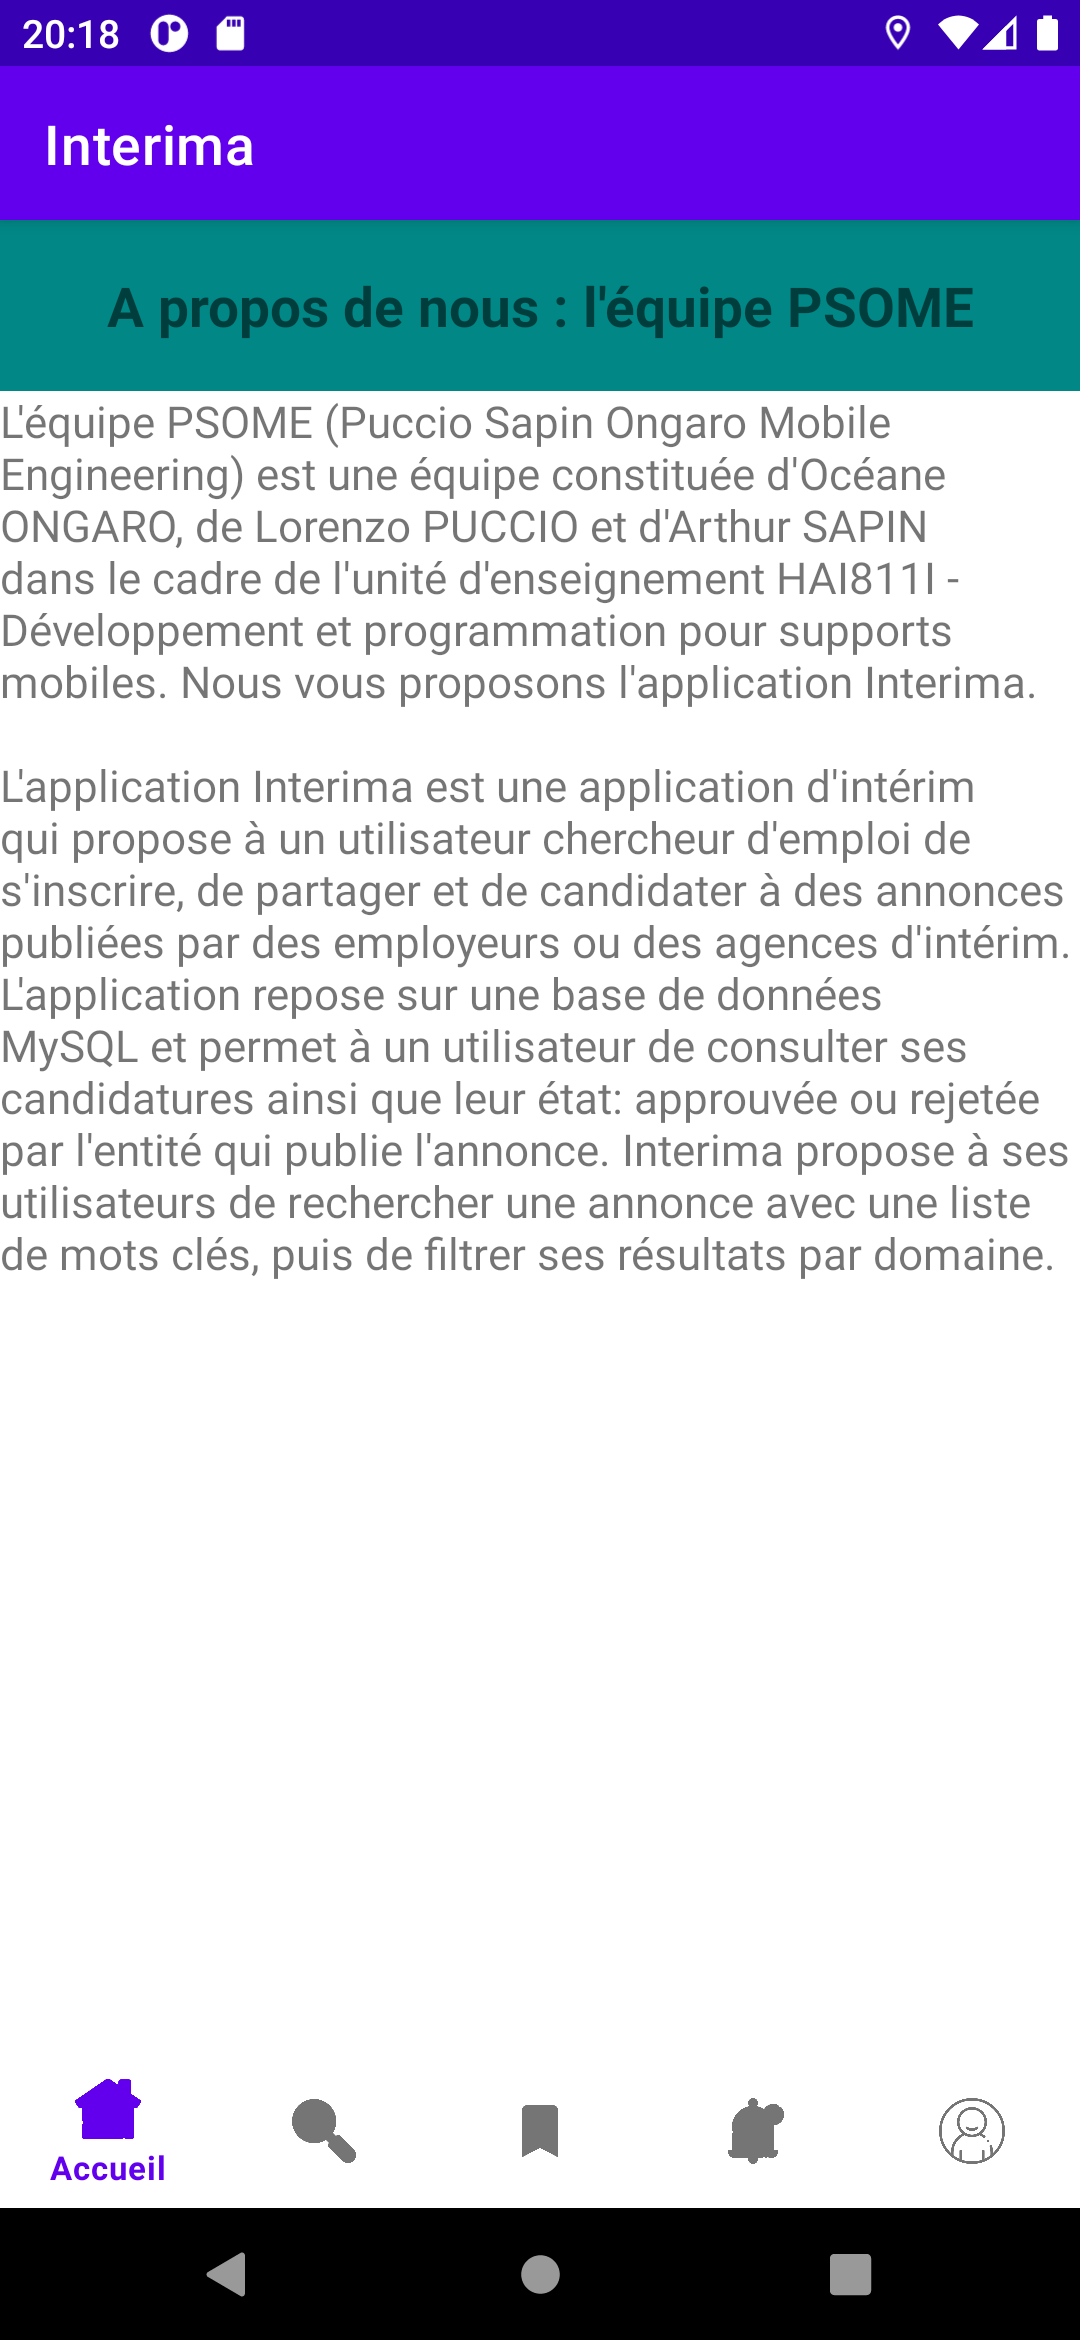 20:18
Interima
A propos de nous : l'équipe PSOME
L'équipe PSOME (Puccio Sapin Ongaro Mobile
Engineering) est une équipe constituée d'Océane
ONGARO, de Lorenzo PUCCIO et d'Arthur SAPIN
dans le cadre de l'unité d'enseignement HAI811I -
Développement et programmation pour supports
mobiles. Nous vous proposons l'application Interima.
L'application Interima est une application d'intérim
qui propose à un utilisateur chercheur d'emploi de
s'inscrire, de partager et de candidater à des annonces
publiées par des employeurs ou des agences d'intérim.
L'application repose sur une base de données
MySQL et permet à un utilisateur de consulter ses
candidatures ainsi que leur état: approuvée ou rejetée
par l'entité qui publie l'annonce. Interima propose à ses
utilisateurs de rechercher une annonce avec une liste
de mots clés, puis de filtrer ses résultats par domaine.
Accueil